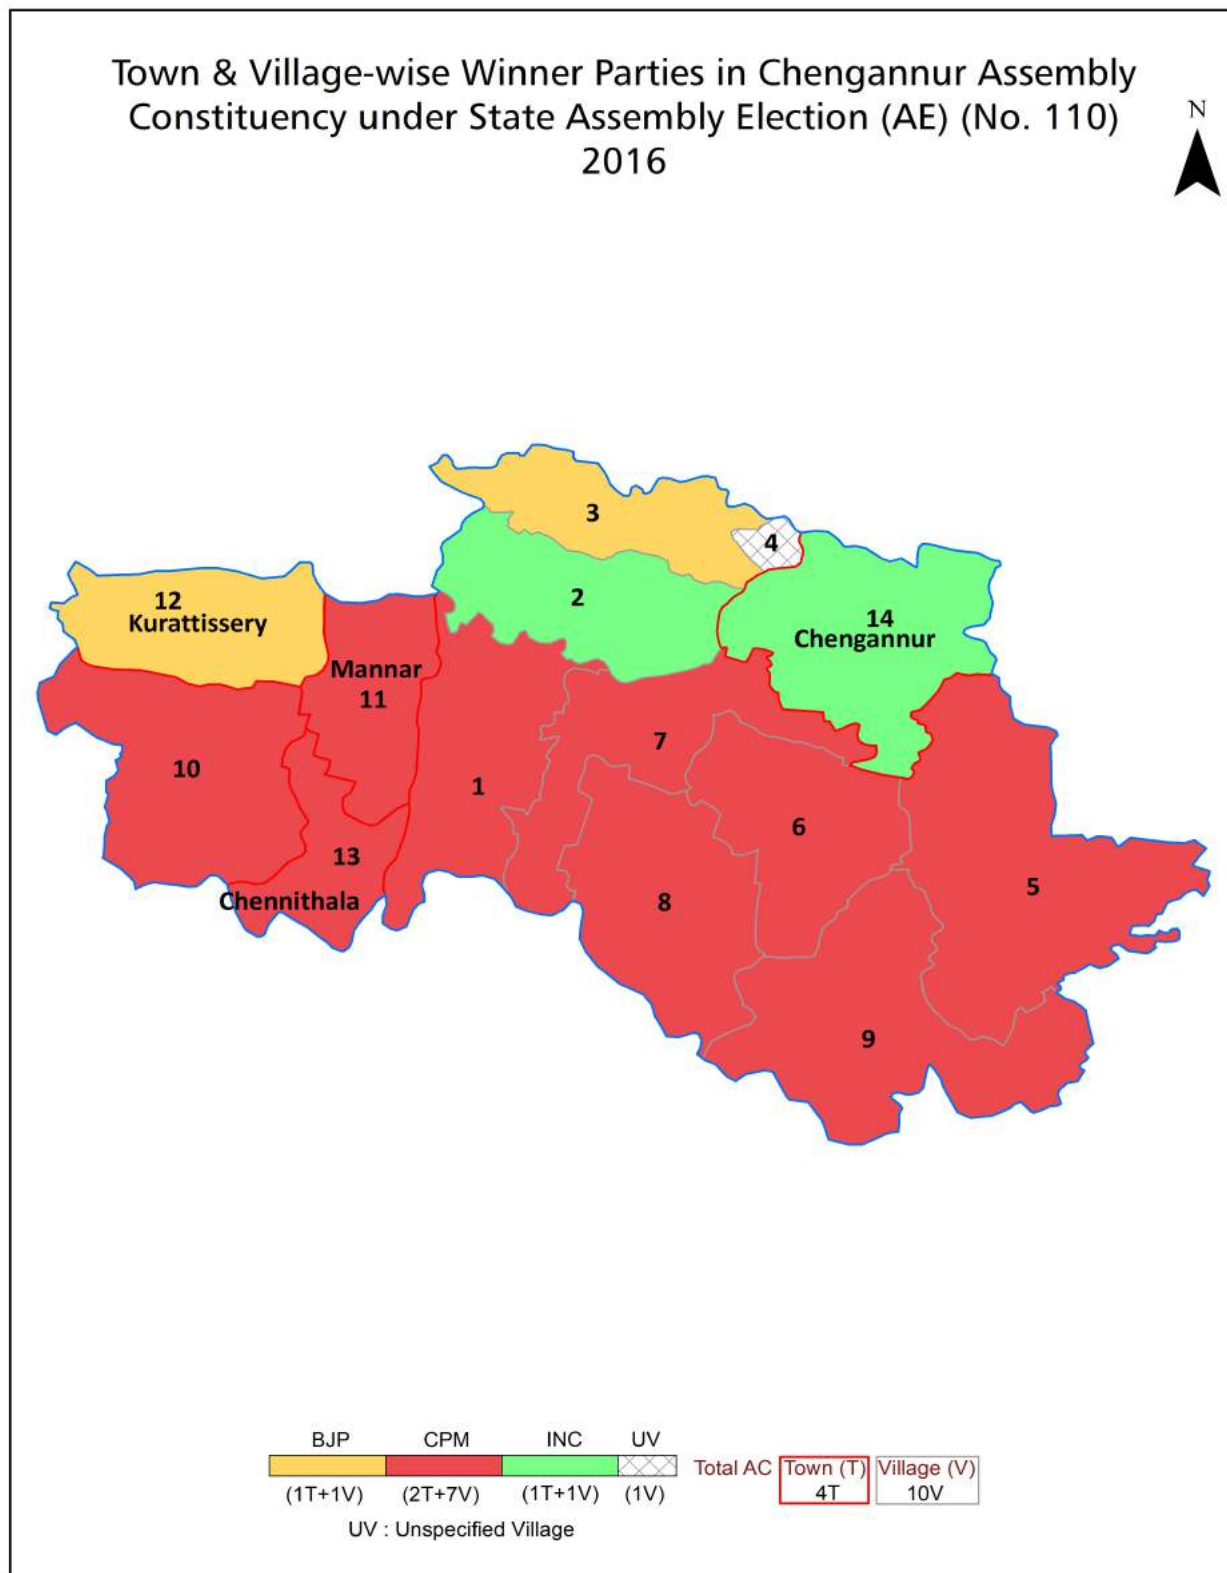 Town & Village-wise Winner Parties in Chengannur Assembly
Constituency under State Assembly Election (AE) (No. 110)
2016
N
3
4
12
Kurattissery
2
14
Chengannur
Mannar
11
7
10
1
6
13
5
Chennithala
8
9
BJP CPM INC UV
Total AC Town (T) Village (V)
(1T+1V) (2T+7V) (1T+1V) (1V) 4T 10V
UV : Unspecified Village